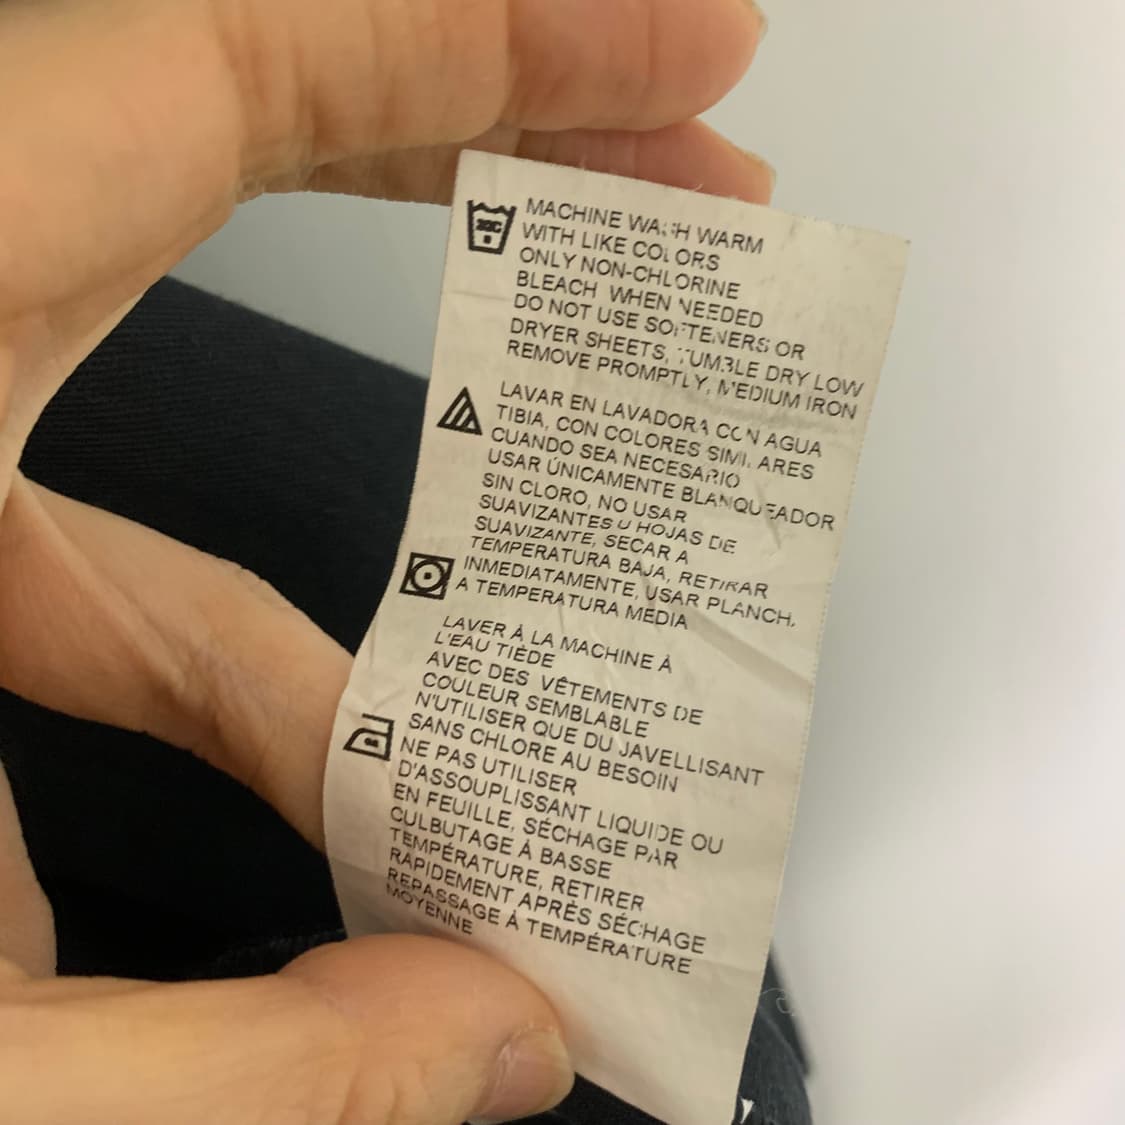 MACHINE WASH WARM
WITH LIKE COLORS
ONLY NON-CHLORINE
BLEACH WHEN NEEDED
DO NOT USE SOFTENERS OR
DRYER SHEETS, TUMBLE DRY LOW
REMOVE PROMPTLY, MEDIUM IRON
LAVAR EN LAVADORA CON AGUA
TIBIA, CON COLORES SIMILARES
CUANDO SEA NECESARIO
USAR ÚNICAMENTE BLANQUEADOR
SIN CLORO, NO USAR
SUAVIZANTES U HOJAS DE
SUAVIZANTE, SECAR A
TEMPERATURA BAJA, RETIRAR
INMEDIATAMENTE, USAR PLANCH.
A TEMPERATURA MEDIA
LAVER À LA MACHINE À
L'EAU TIÈDE
AVEC DES VÊTEMENTS DE
COULEUR SEMBLABLE
N'UTILISER QUE DU JAVELLISANT
SANS CHLORE AU BESOIN
NE PAS UTILISER
D'ASSOUPLISSANT LIQUIDE OU
EN FEUILLE, SÉCHAGE PAR
CULBUTAGE À BASSE
TEMPÉRATURE, RETIRER
RAPIDEMENT APRÈS SÉCHAGE
REPASSAGE À TEMPÉRATURE
MOYENNE